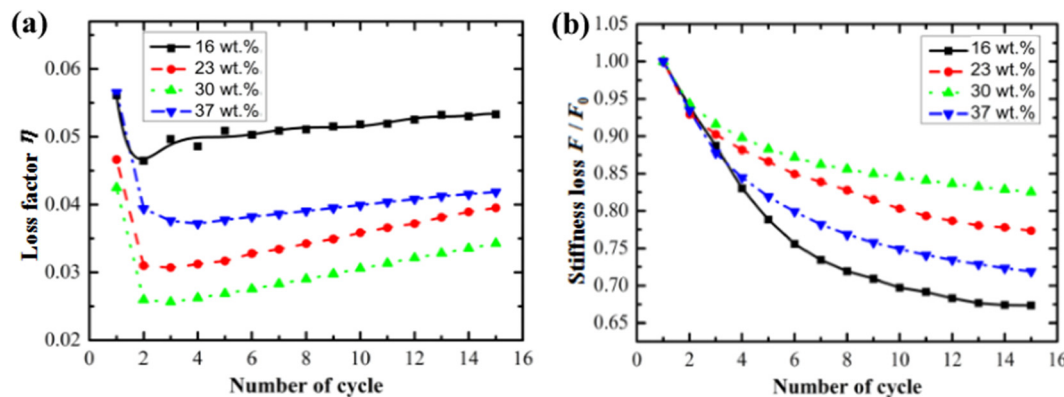 (a)
16 wt.%
23 wt.%
30 wt.%
37 wt.%
0.06
0.05
0.04
0.03
0.02
Loss factor η
0 2 4 6 8 10 12 14 16
Number of cycle
(b)
16 wt.%
23 wt.%
30 wt.%
37 wt.%
1.00
0.95
0.90
0.85
0.80
0.75
0.70
0.65
Stiffness loss F / F₀
0 2 4 6 8 10 12 14 16
Number of cycle